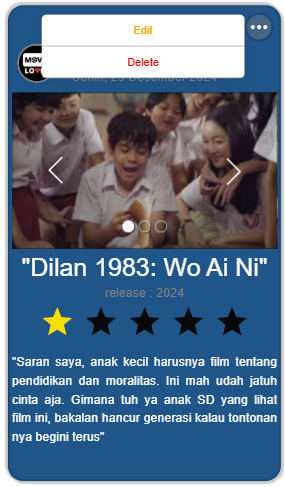 Edit
MOV
LO
Delete
Senin, 23 Desember 2024
"Dilan 1983: Wo Ai Ni"
release : 2024
"Saran saya, anak kecil harusnya film tentang
pendidikan dan moralitas. Ini mah udah jatuh
cinta aja. Gimana tuh ya anak SD yang lihat
film ini, bakalan hancur generasi kalau tontonan
nya begini terus"